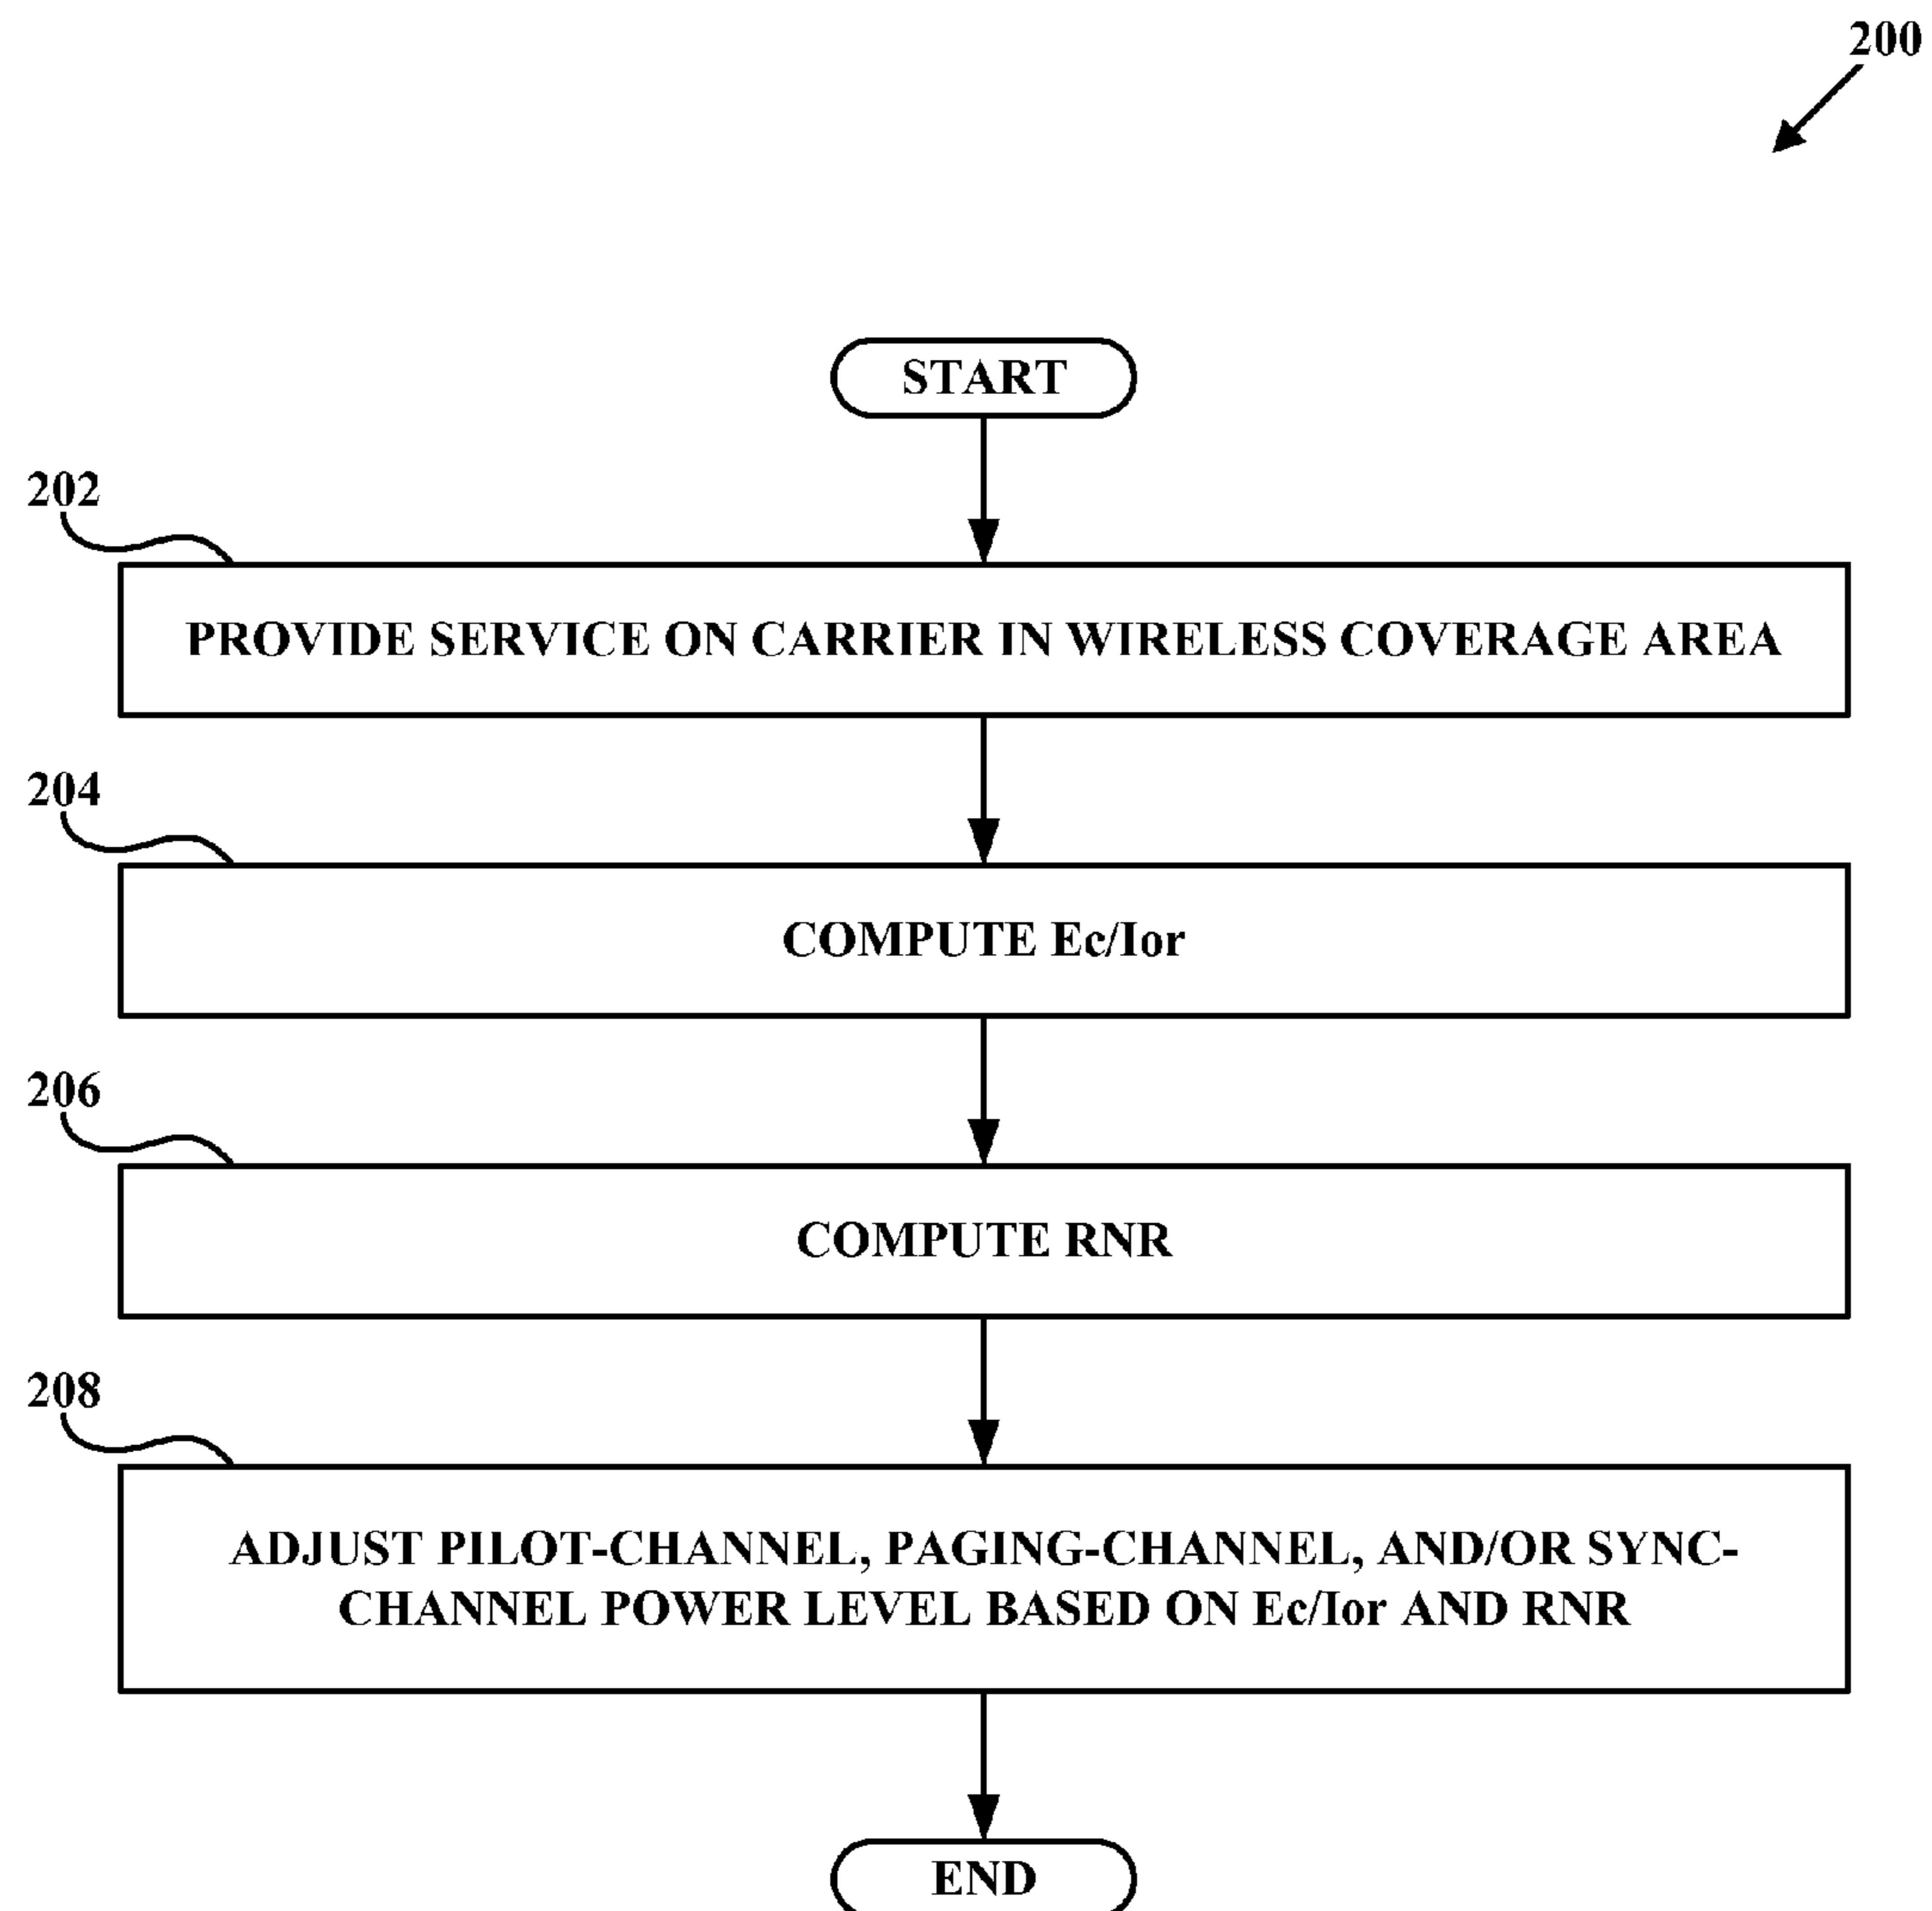 200
START
202
PROVIDE SERVICE ON CARRIER IN WIRELESS COVERAGE AREA
204
COMPUTE Ec/Ior
206
COMPUTE RNR
208
ADJUST PILOT-CHANNEL, PAGING-CHANNEL, AND/OR SYNC-
CHANNEL POWER LEVEL BASED ON Ec/Ior AND RNR
END